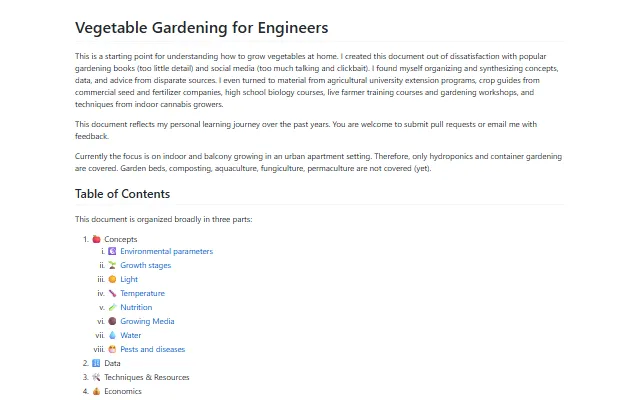 Vegetable Gardening for Engineers
This is a starting point for understanding how to grow vegetables at home. I created this document out of dissatisfaction with popular
gardening books (too little detail) and social media (too much talking and clickbait). I found myself organizing and synthesizing concepts,
data, and advice from disparate sources. I even turned to material from agricultural university extension programs, crop guides from
commercial seed and fertilizer companies, high school biology courses, live farmer training courses and gardening workshops, and
techniques from indoor cannabis growers.
This document reflects my personal learning journey over the past years. You are welcome to submit pull requests or email me with
feedback.
Currently the focus is on indoor and balcony growing in an urban apartment setting. Therefore, only hydroponics and container gardening
are covered. Garden beds, composting, aquaculture, fungiculture, permaculture are not covered (yet).
Table of Contents
This document is organized broadly in three parts:
1. Concepts
i. Environmental parameters
ii. Growth stages
iii. Light
iv. Temperature
v. Nutrition
vi. Growing Media
vii. Water
viii. Pests and diseases
2. Data
3. Techniques & Resources
4. Economics